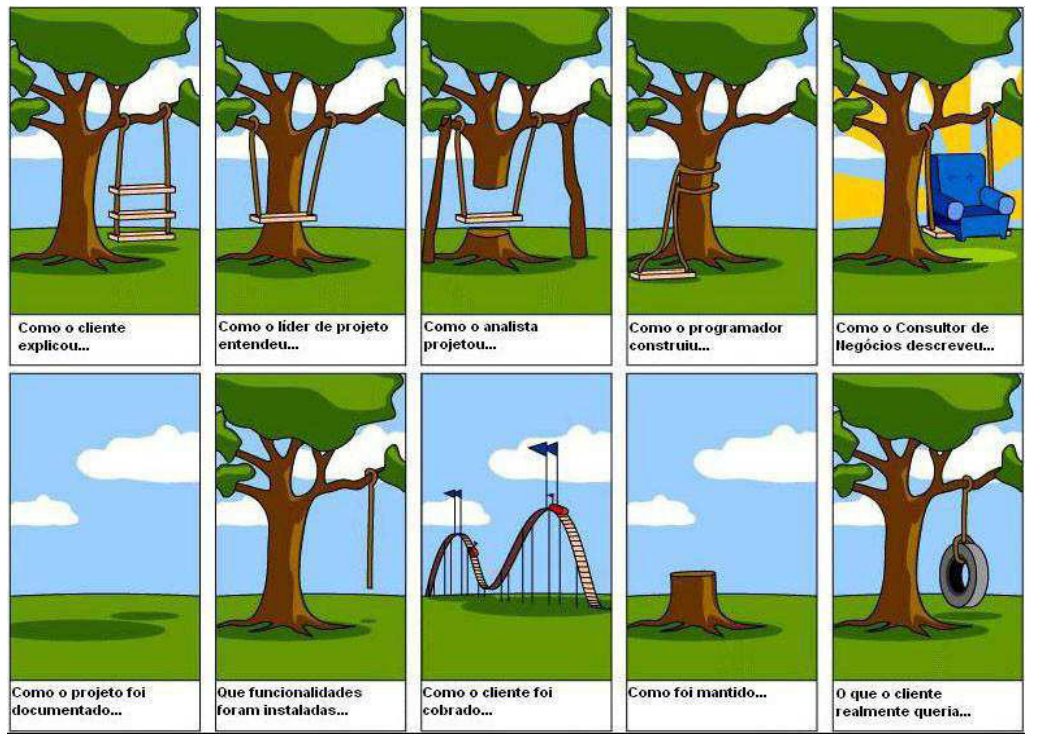 Como o cliente
explicou...
Como o líder de projeto
entendeu...
Como o analista
projetou...
Como o programador
construiu...
Como o Consultor de
Negócios descreveu...
Como o projeto foi
documentado...
Que funcionalidades
foram instaladas...
Como o cliente foi
cobrado...
Como foi mantido...
O que o cliente
realmente queria...